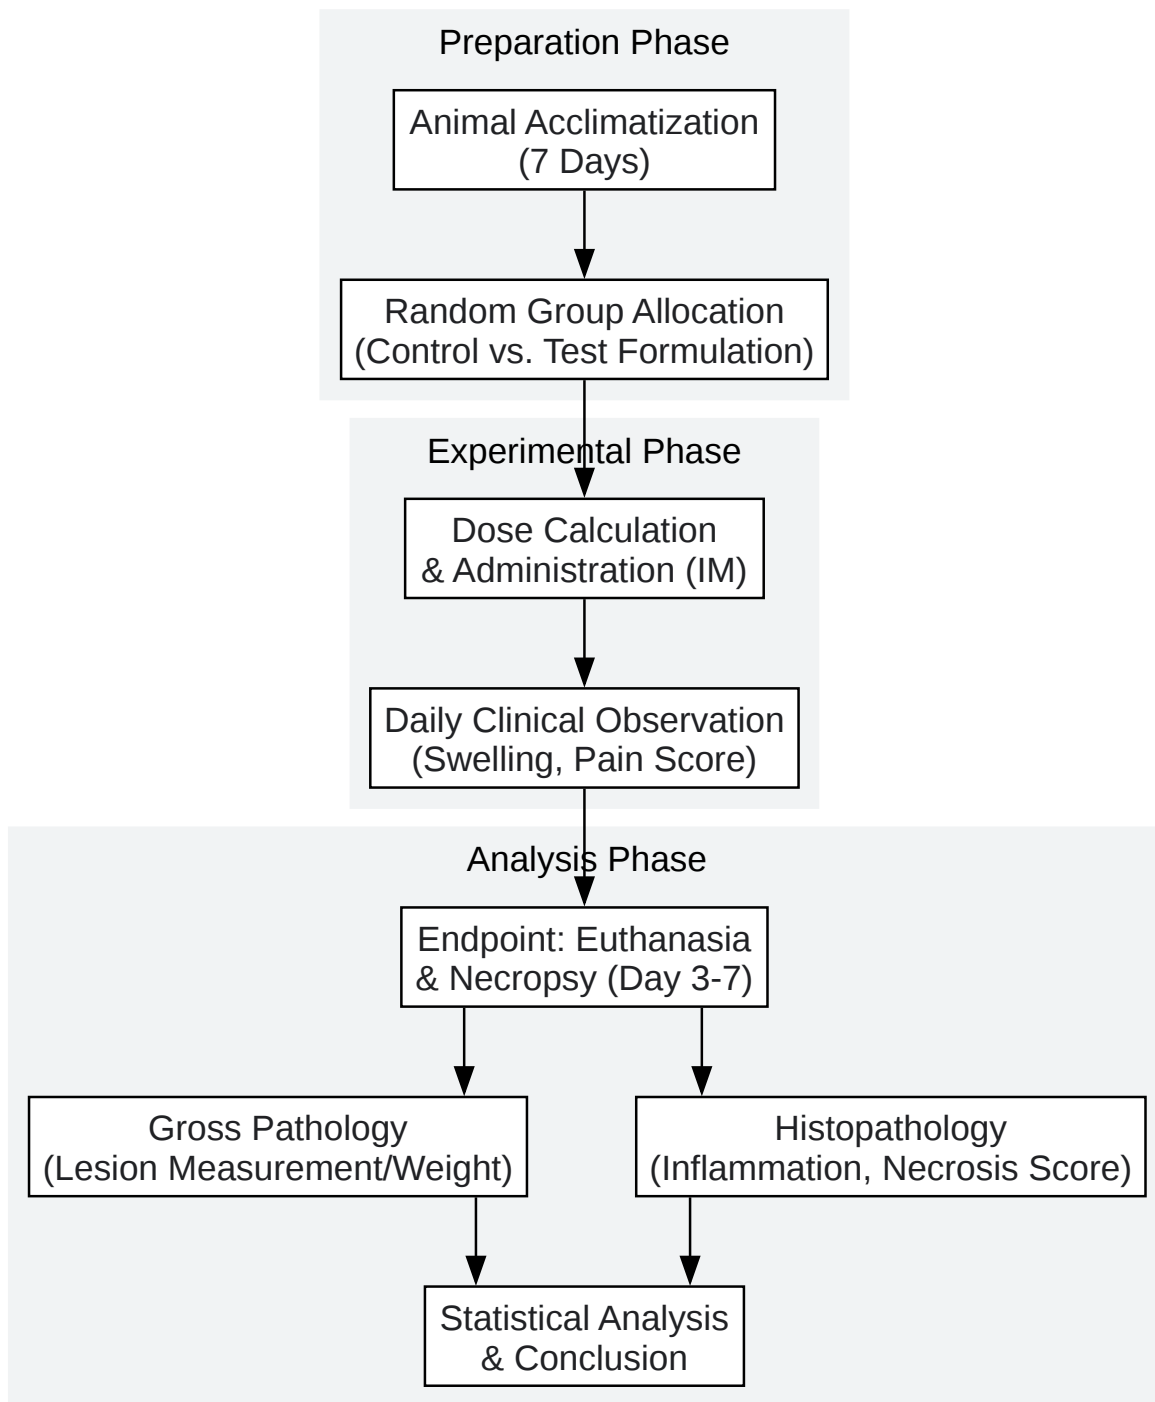 Preparation Phase
Animal Acclimatization
(7 Days)
Random Group Allocation
(Control vs. Test Formulation)
Experimental Phase
Dose Calculation
& Administration (IM)
Daily Clinical Observation
(Swelling, Pain Score)
Analysis Phase
Endpoint: Euthanasia
& Necropsy (Day 3-7)
Gross Pathology
(Lesion Measurement/Weight)
Histopathology
(Inflammation, Necrosis Score)
Statistical Analysis
& Conclusion